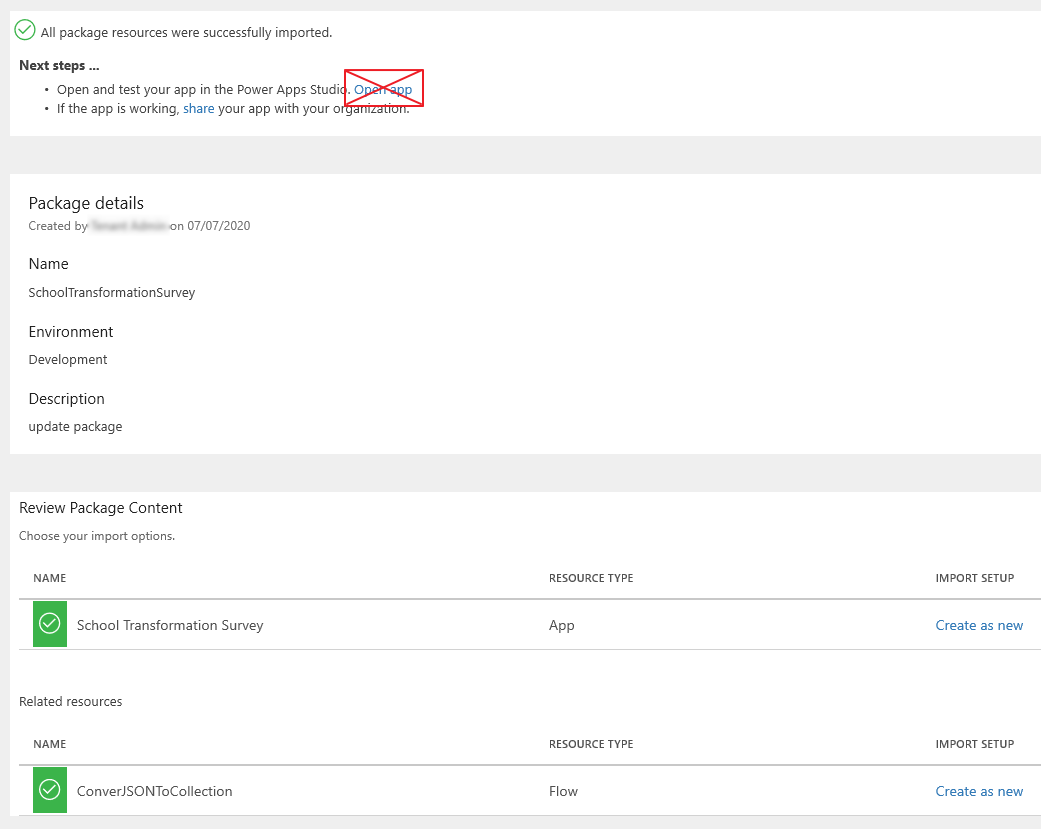 All package resources were successfully imported.
Next steps ...
• Open and test your app in the Power Apps Studio. Open app
• If the app is working, share your app with your organization.
Package details
Created by on 07/07/2020
Name
SchoolTransformationSurvey
Environment
Development
Description
update package
Review Package Content
Choose your import options.
NAME RESOURCE TYPE IMPORT SETUP
School Transformation Survey App Create as new
Related resources
NAME RESOURCE TYPE IMPORT SETUP
ConverJSONToCollection Flow Create as new